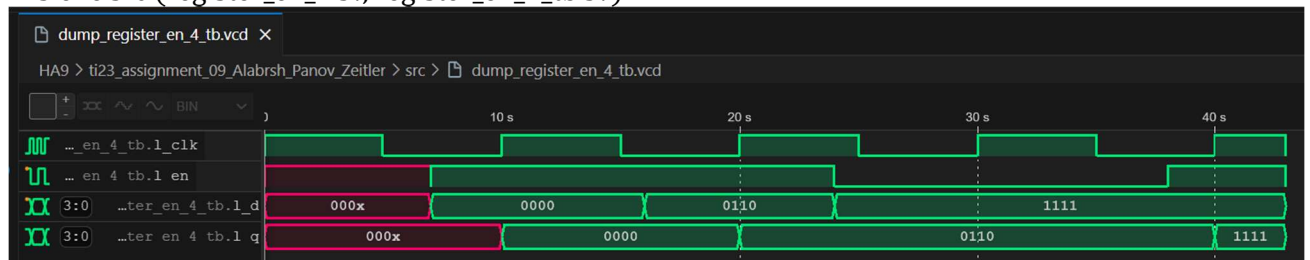 dump_register_en_4_tb.vcd ×
HA9 > ti23_assignment_09_Alabrsh_Panov_Zeitler > src > dump_register_en_4_tb.vcd
+
-
BIN
10 s 20 s 30 s 40 s
…_en_4_tb.l_clk
… en 4 tb.l en
3:0 …ter_en_4_tb.l_d 000x 0000 0110 1111
3:0 …ter en 4 tb.l q 000x 0000 0110 1111